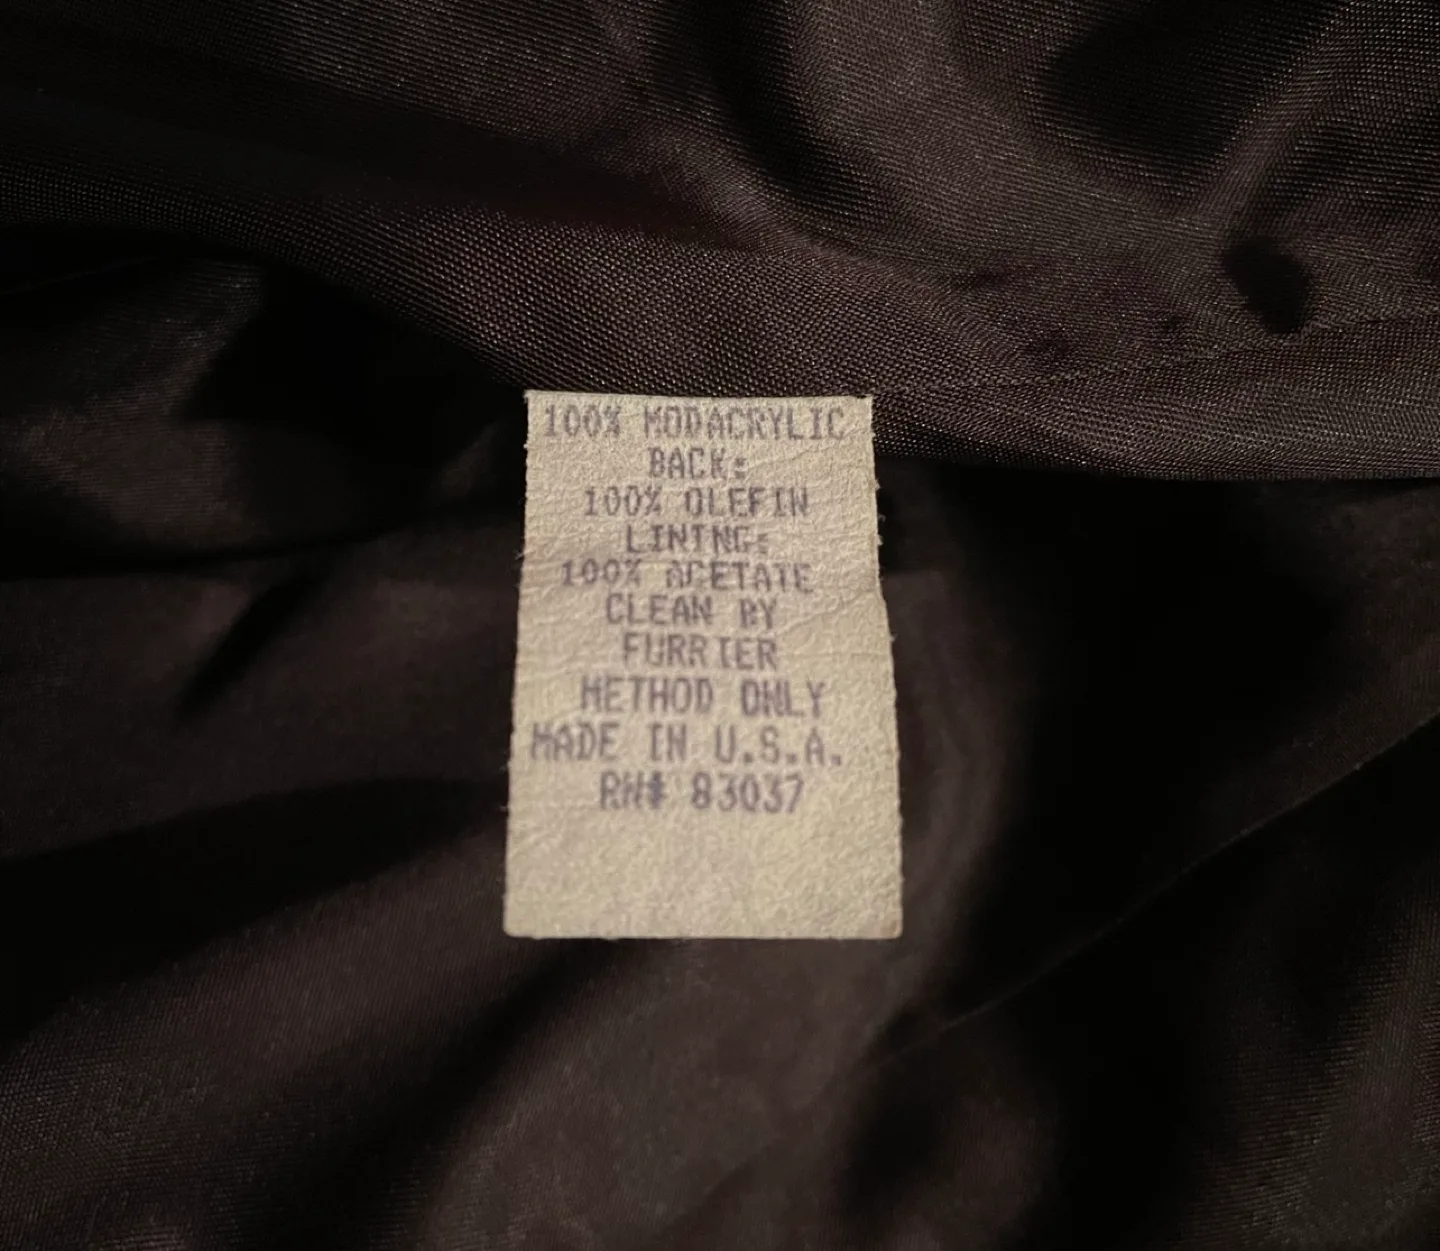 100% MODACRYLIC
BACK:
100% OLEFIN
LINING:
100% ACETATE
CLEAN BY
FURRIER
METHOD ONLY
MADE IN U.S.A.
RN# 83037